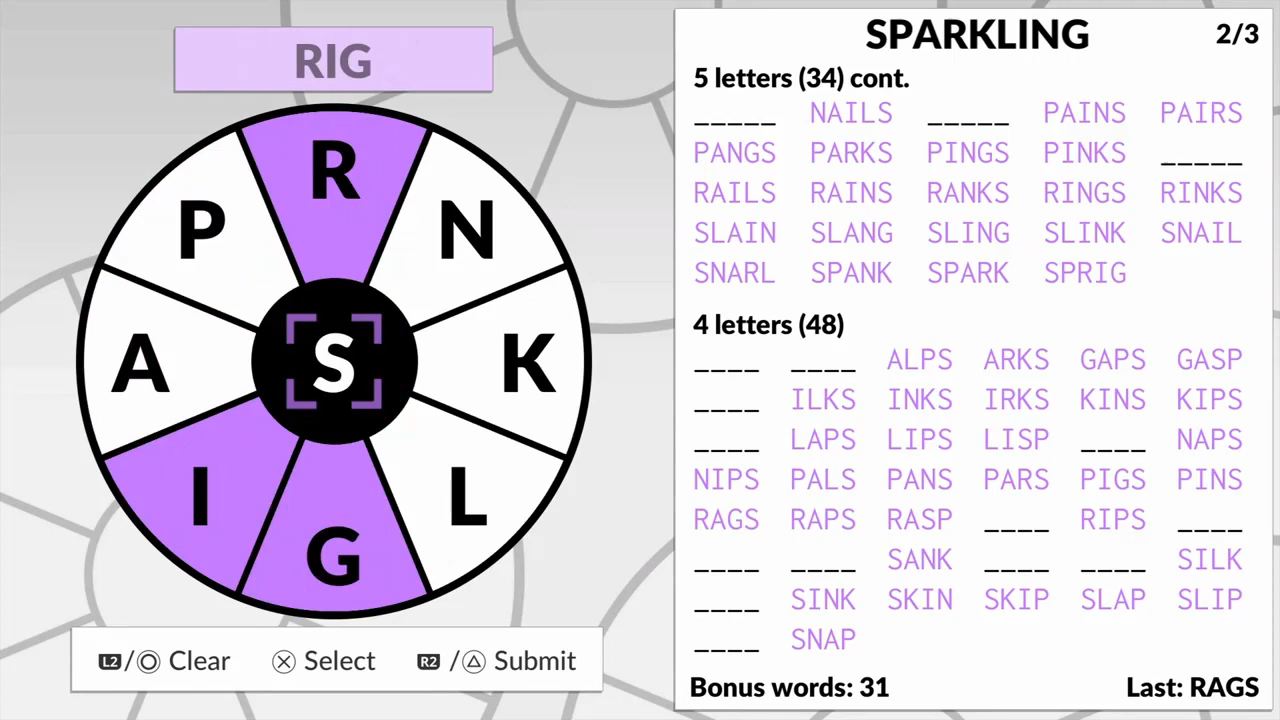 RIG
R
N
K
L
G
I
A
P
S
L2/○ Clear ✕ Select R2/△ Submit
SPARKLING 2/3
5 letters (34) cont.
_____ NAILS _____ PAINS PAIRS
PANGS PARKS PINGS PINKS _____
RAILS RAINS RANKS RINGS RINKS
SLAIN SLANG SLING SLINK SNAIL
SNARL SPANK SPARK SPRIG
4 letters (48)
____ ____ ALPS ARKS GAPS GASP
____ ILKS INKS IRKS KINS KIPS
____ LAPS LIPS LISP ____ NAPS
NIPS PALS PANS PARS PIGS PINS
RAGS RAPS RASP ____ RIPS ____
____ ____ SANK ____ ____ SILK
____ SINK SKIN SKIP SLAP SLIP
____ SNAP
Bonus words: 31 Last: RAGS